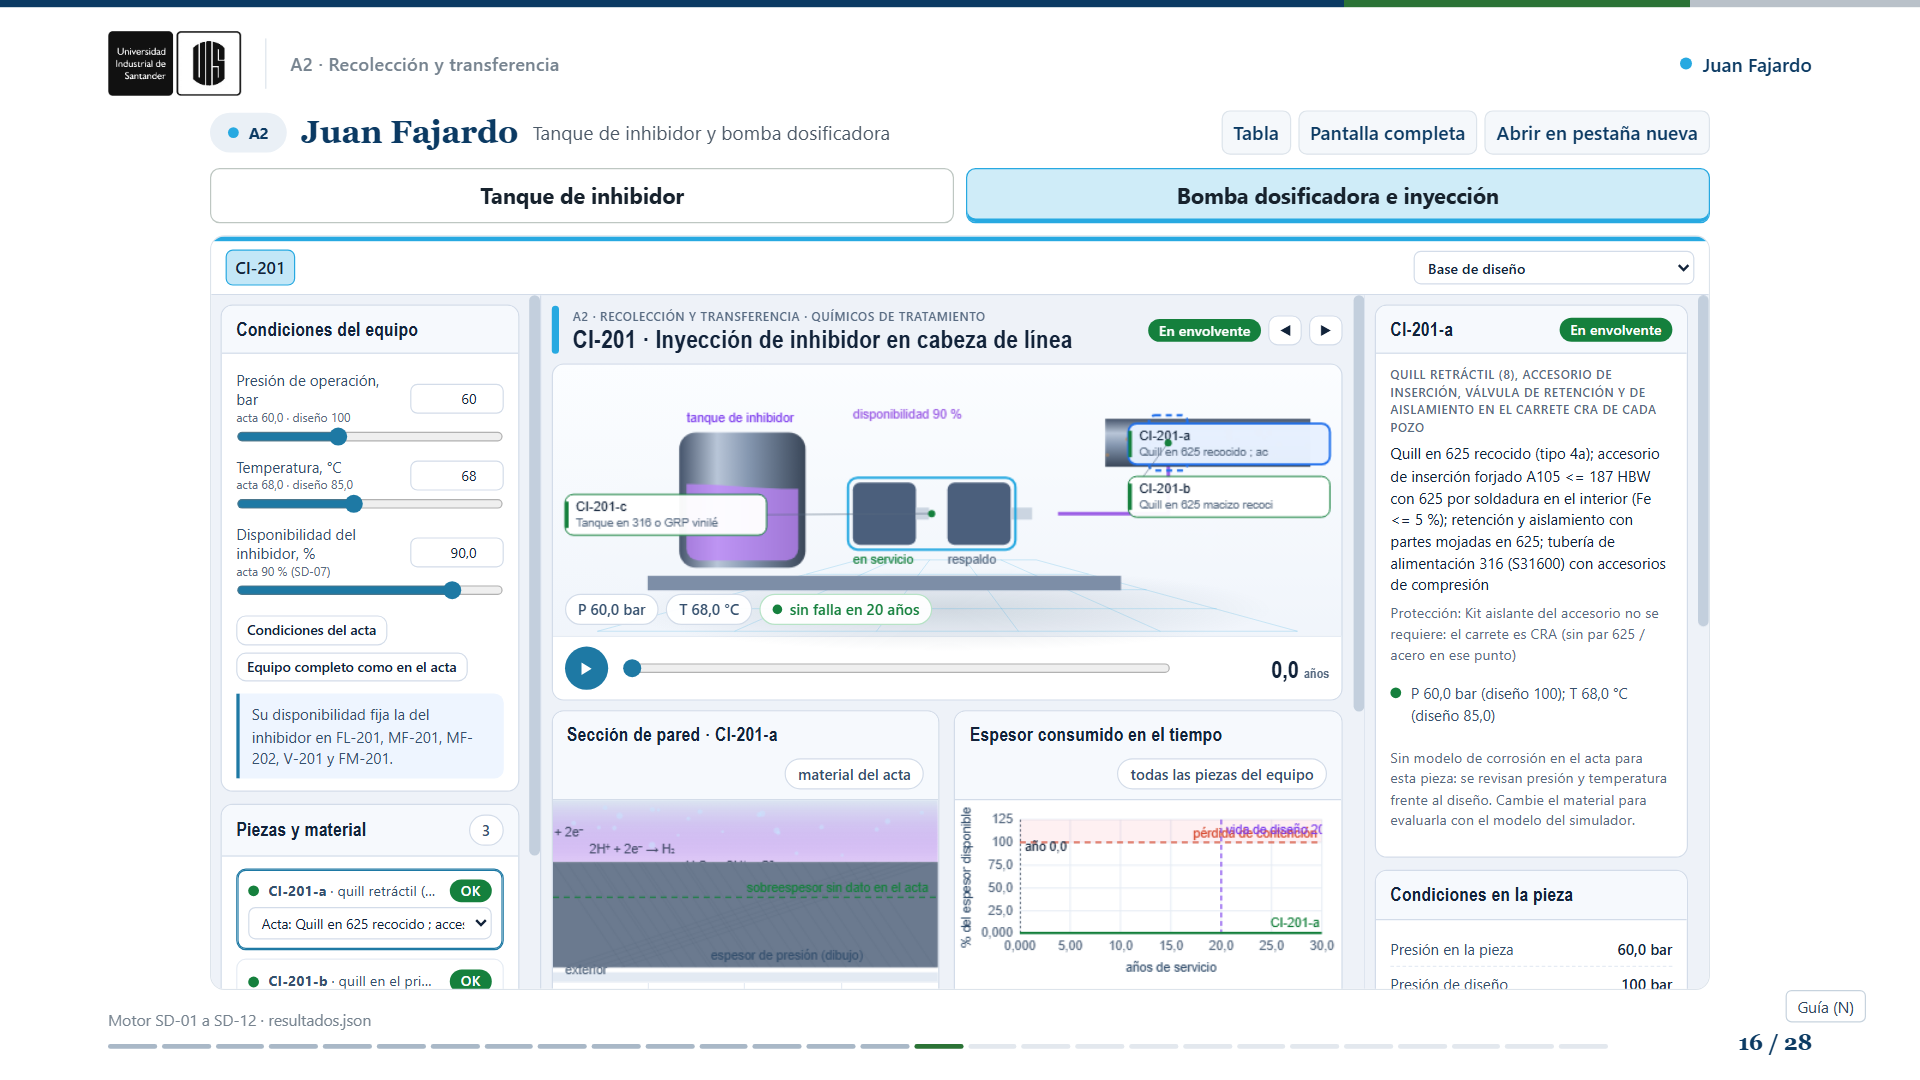 Universidad
Industrial de
Santander
UIS
A2 · Recolección y transferencia
Juan Fajardo
A2
Juan Fajardo
Tanque de inhibidor y bomba dosificadora
Tabla
Pantalla completa
Abrir en pestaña nueva
Tanque de inhibidor
Bomba dosificadora e inyección
CI-201
Base de diseño
Condiciones del equipo
Presión de operación,
bar
acta 60,0 · diseño 100
60
Temperatura, °C
acta 68,0 · diseño 85,0
68
Disponibilidad del
inhibidor, %
acta 90 % (SD-07)
90,0
Condiciones del acta
Equipo completo como en el acta
Su disponibilidad fija la del
inhibidor en FL-201, MF-201, MF-
202, V-201 y FM-201.
Piezas y material
3
CI-201-a · quill retráctil (...
OK
Acta: Quill en 625 recocido ; acce:
CI-201-b · quill en el pri...
OK
A2 · RECOLECCIÓN Y TRANSFERENCIA · QUÍMICOS DE TRATAMIENTO
CI-201 · Inyección de inhibidor en cabeza de línea
En envolvente
tanque de inhibidor
disponibilidad 90 %
CI-201-a
Quill en 625 recocido ; ac
CI-201-b
Quill en 625 macizo recoci
CI-201-c
Tanque en 316 o GRP vinilé
en servicio
respaldo
P 60,0 bar
T 68,0 °C
sin falla en 20 años
0,0 años
Sección de pared · CI-201-a
material del acta
+ 2e⁻
2H⁺ + 2e⁻ → H₂
sobreespesor sin dato en el acta
espesor de presión (dibujo)
exterior
Espesor consumido en el tiempo
todas las piezas del equipo
% del espesor disponible
125
100
75,0
50,0
25,0
0,000
vida de diseño 20
pérdida de contención
año 0,0
CI-201-a
0,000
5,00
10,0
15,0
20,0
25,0
30,0
años de servicio
CI-201-a
En envolvente
QUILL RETRÁCTIL (8), ACCESORIO DE
INSERCIÓN, VÁLVULA DE RETENCIÓN Y DE
AISLAMIENTO EN EL CARRETE CRA DE CADA
POZO
Quill en 625 recocido (tipo 4a); accesorio
de inserción forjado A105 <= 187 HBW
con 625 por soldadura en el interior (Fe
<= 5 %); retención y aislamiento con
partes mojadas en 625; tubería de
alimentación 316 (S31600) con accesorios
de compresión
Protección: Kit aislante del accesorio no se
requiere: el carrete es CRA (sin par 625 /
acero en ese punto)
P 60,0 bar (diseño 100); T 68,0 °C
(diseño 85,0)
Sin modelo de corrosión en el acta para
esta pieza: se revisan presión y temperatura
frente al diseño. Cambie el material para
evaluarla con el modelo del simulador.
Condiciones en la pieza
Presión en la pieza
60,0 bar
Presión de diseño
100 bar
Guía (N)
Motor SD-01 a SD-12 · resultados.json
16 / 28